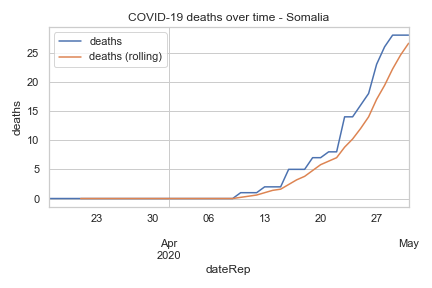 COVID-19 deaths over time - Somalia
deaths
deaths (rolling)
deaths
25
20
15
10
5
0
23 30 06 13 20 27
Apr May
2020
dateRep